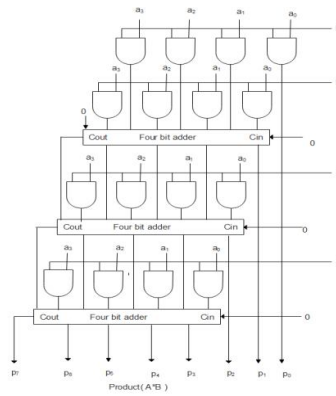 a3 a2 a1 a0
a3 a2 a1 a0
0
Cout Four bit adder Cin 0
a3 a2 a1 a0
Cout Four bit adder Cin 0
a3 a2 a1 a0
Cout Four bit adder Cin 0
p7 p6 p5 p4 p3 p2 p1 p0
Product( A*B )